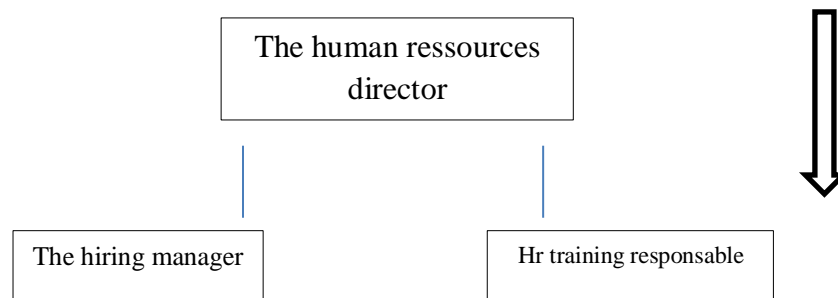 The human ressources
director
The hiring manager
Hr training responsable